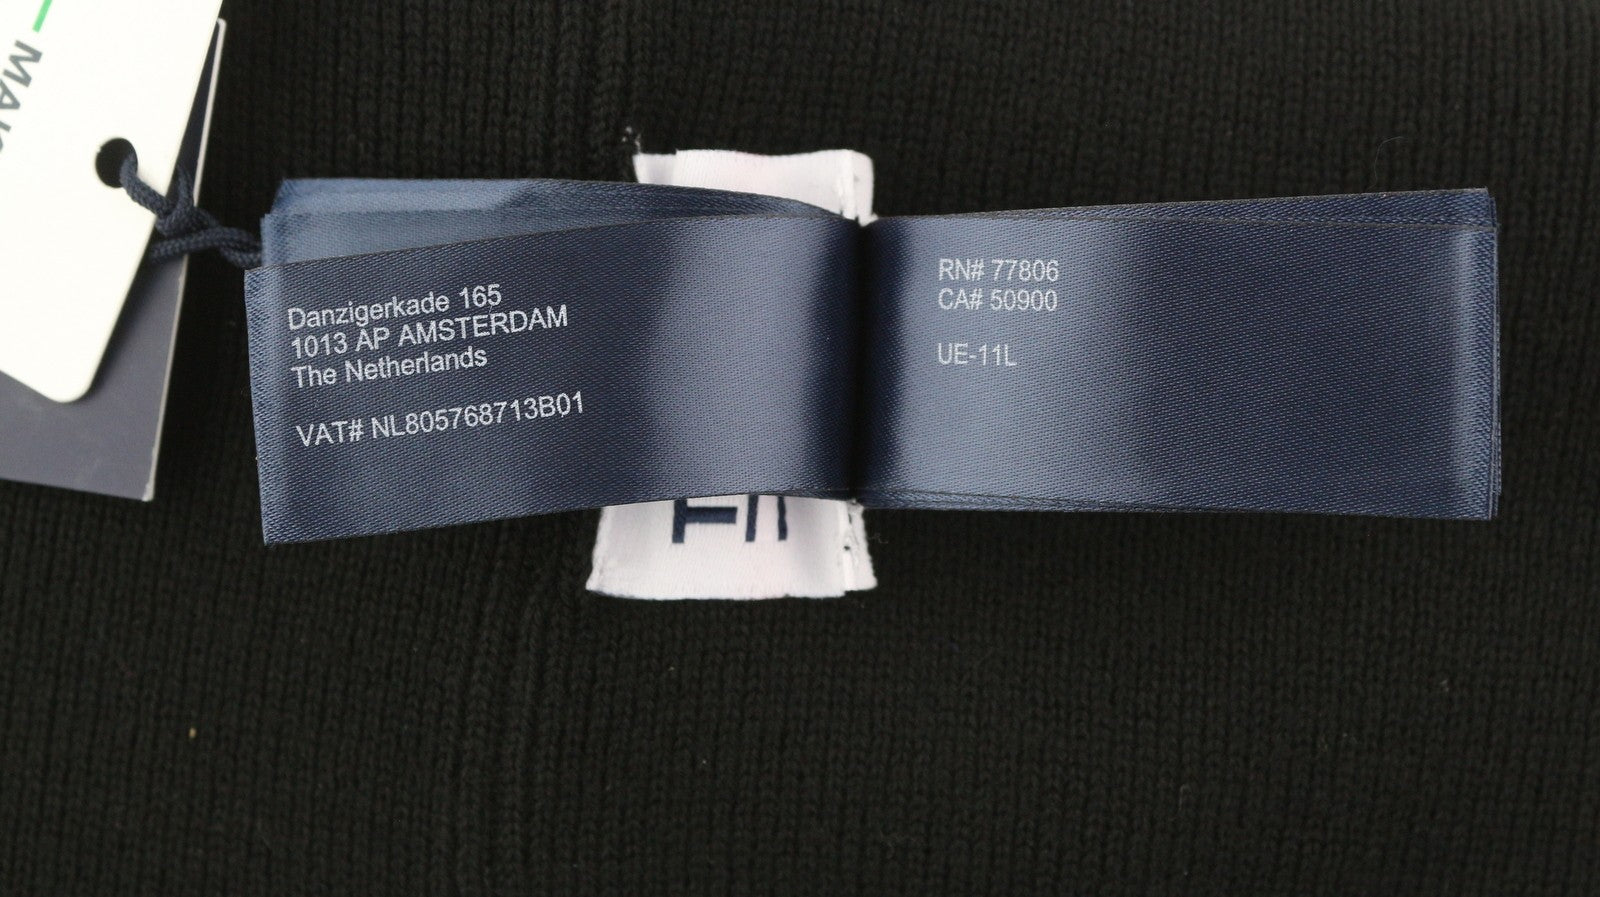 Danzigerkade 165
1013 AP AMSTERDAM
The Netherlands
VAT# NL805768713B01
RN# 77806
CA# 50900
UE-11L